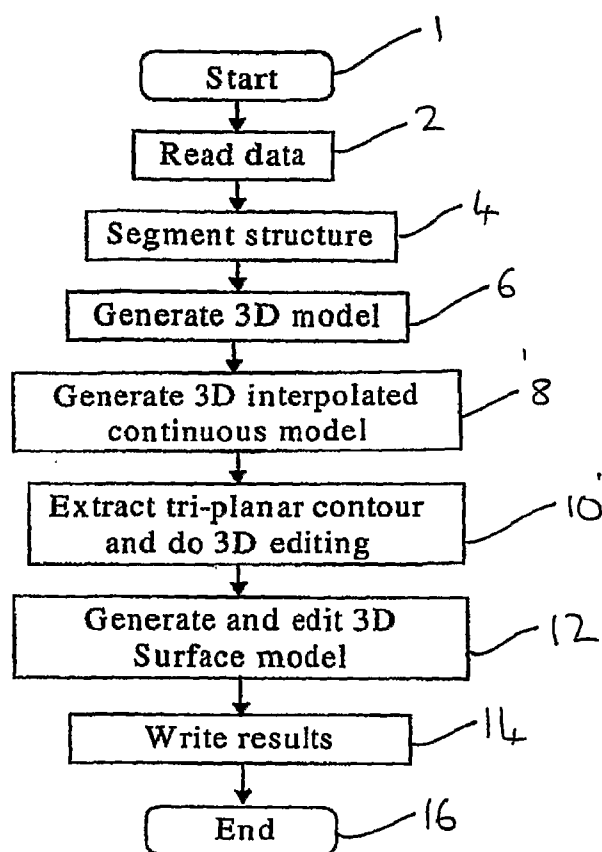 Start
1
Read data
2
Segment structure
4
Generate 3D model
6
Generate 3D interpolated
continuous model
8
Extract tri-planar contour
and do 3D editing
10
Generate and edit 3D
Surface model
12
Write results
14
End
16